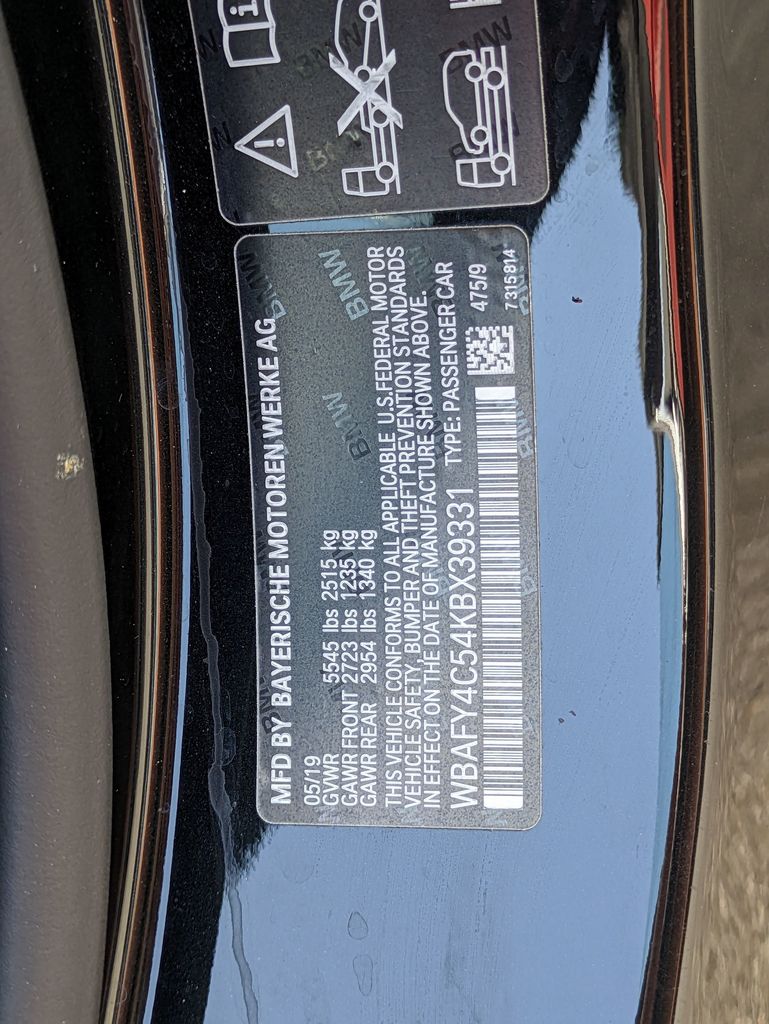 MFD BY BAYERISCHE MOTOREN WERKE AG
05/19
GVWR 5545 lbs 2515 kg
GAWR FRONT 2723 lbs 1235 kg
GAWR REAR 2954 lbs 1340 kg
THIS VEHICLE CONFORMS TO ALL APPLICABLE U.S.FEDERAL MOTOR
VEHICLE SAFETY, BUMPER AND THEFT PREVENTION STANDARDS
IN EFFECT ON THE DATE OF MANUFACTURE SHOWN ABOVE.
WBAFY4C54KBX39331 TYPE: PASSENGER CAR
475/9
7315814
BMW
BMW
BMW
BMW